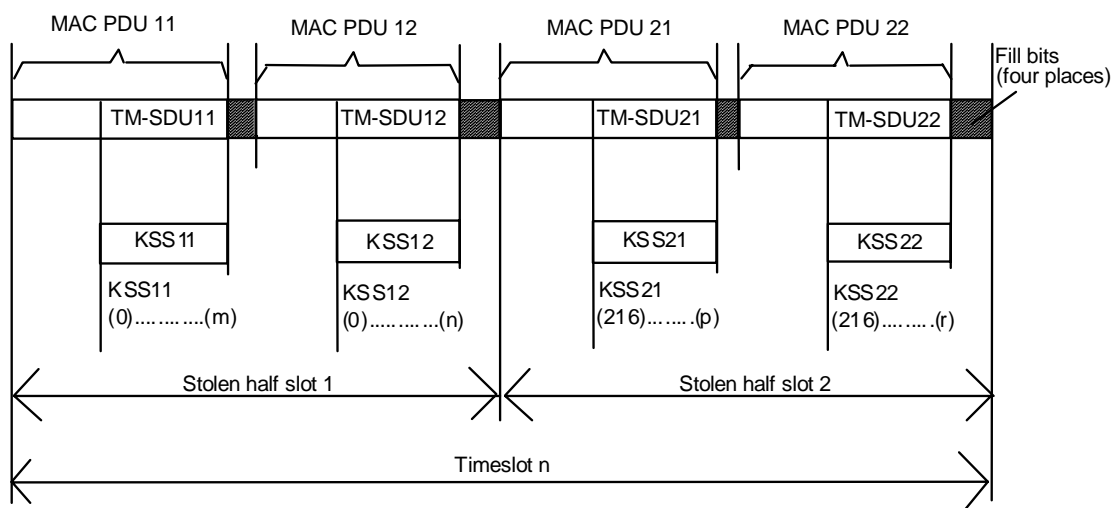 MAC PDU 11
MAC PDU 12
MAC PDU 21
MAC PDU 22
Fill bits
(four places)
TM-SDU11
TM-SDU12
TM-SDU21
TM-SDU22
KSS11
KSS12
KSS21
KSS22
KSS11
(0)............(m)
KSS12
(0)............(n)
KSS21
(216).......(p)
KSS22
(216)........(r)
Stolen half slot 1
Stolen half slot 2
Timeslot n